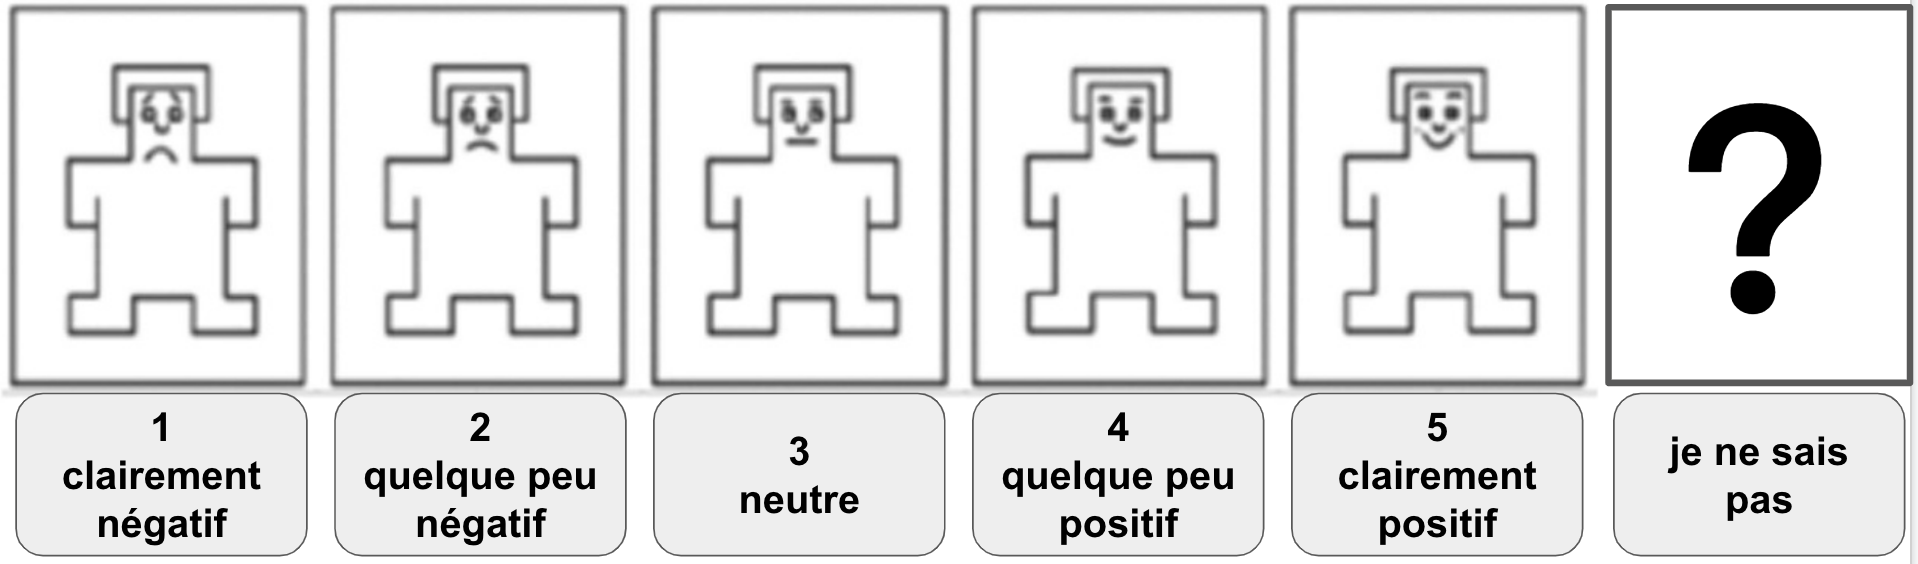 ?
1
clairement
négatif
2
quelque peu
négatif
3
neutre
4
quelque peu
positif
5
clairement
positif
je ne sais
pas